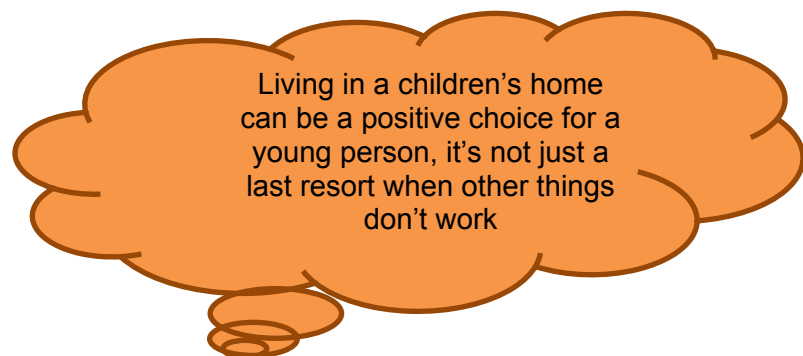 Living in a children’s home
can be a positive choice for a
young person, it’s not just a
last resort when other things
don’t work